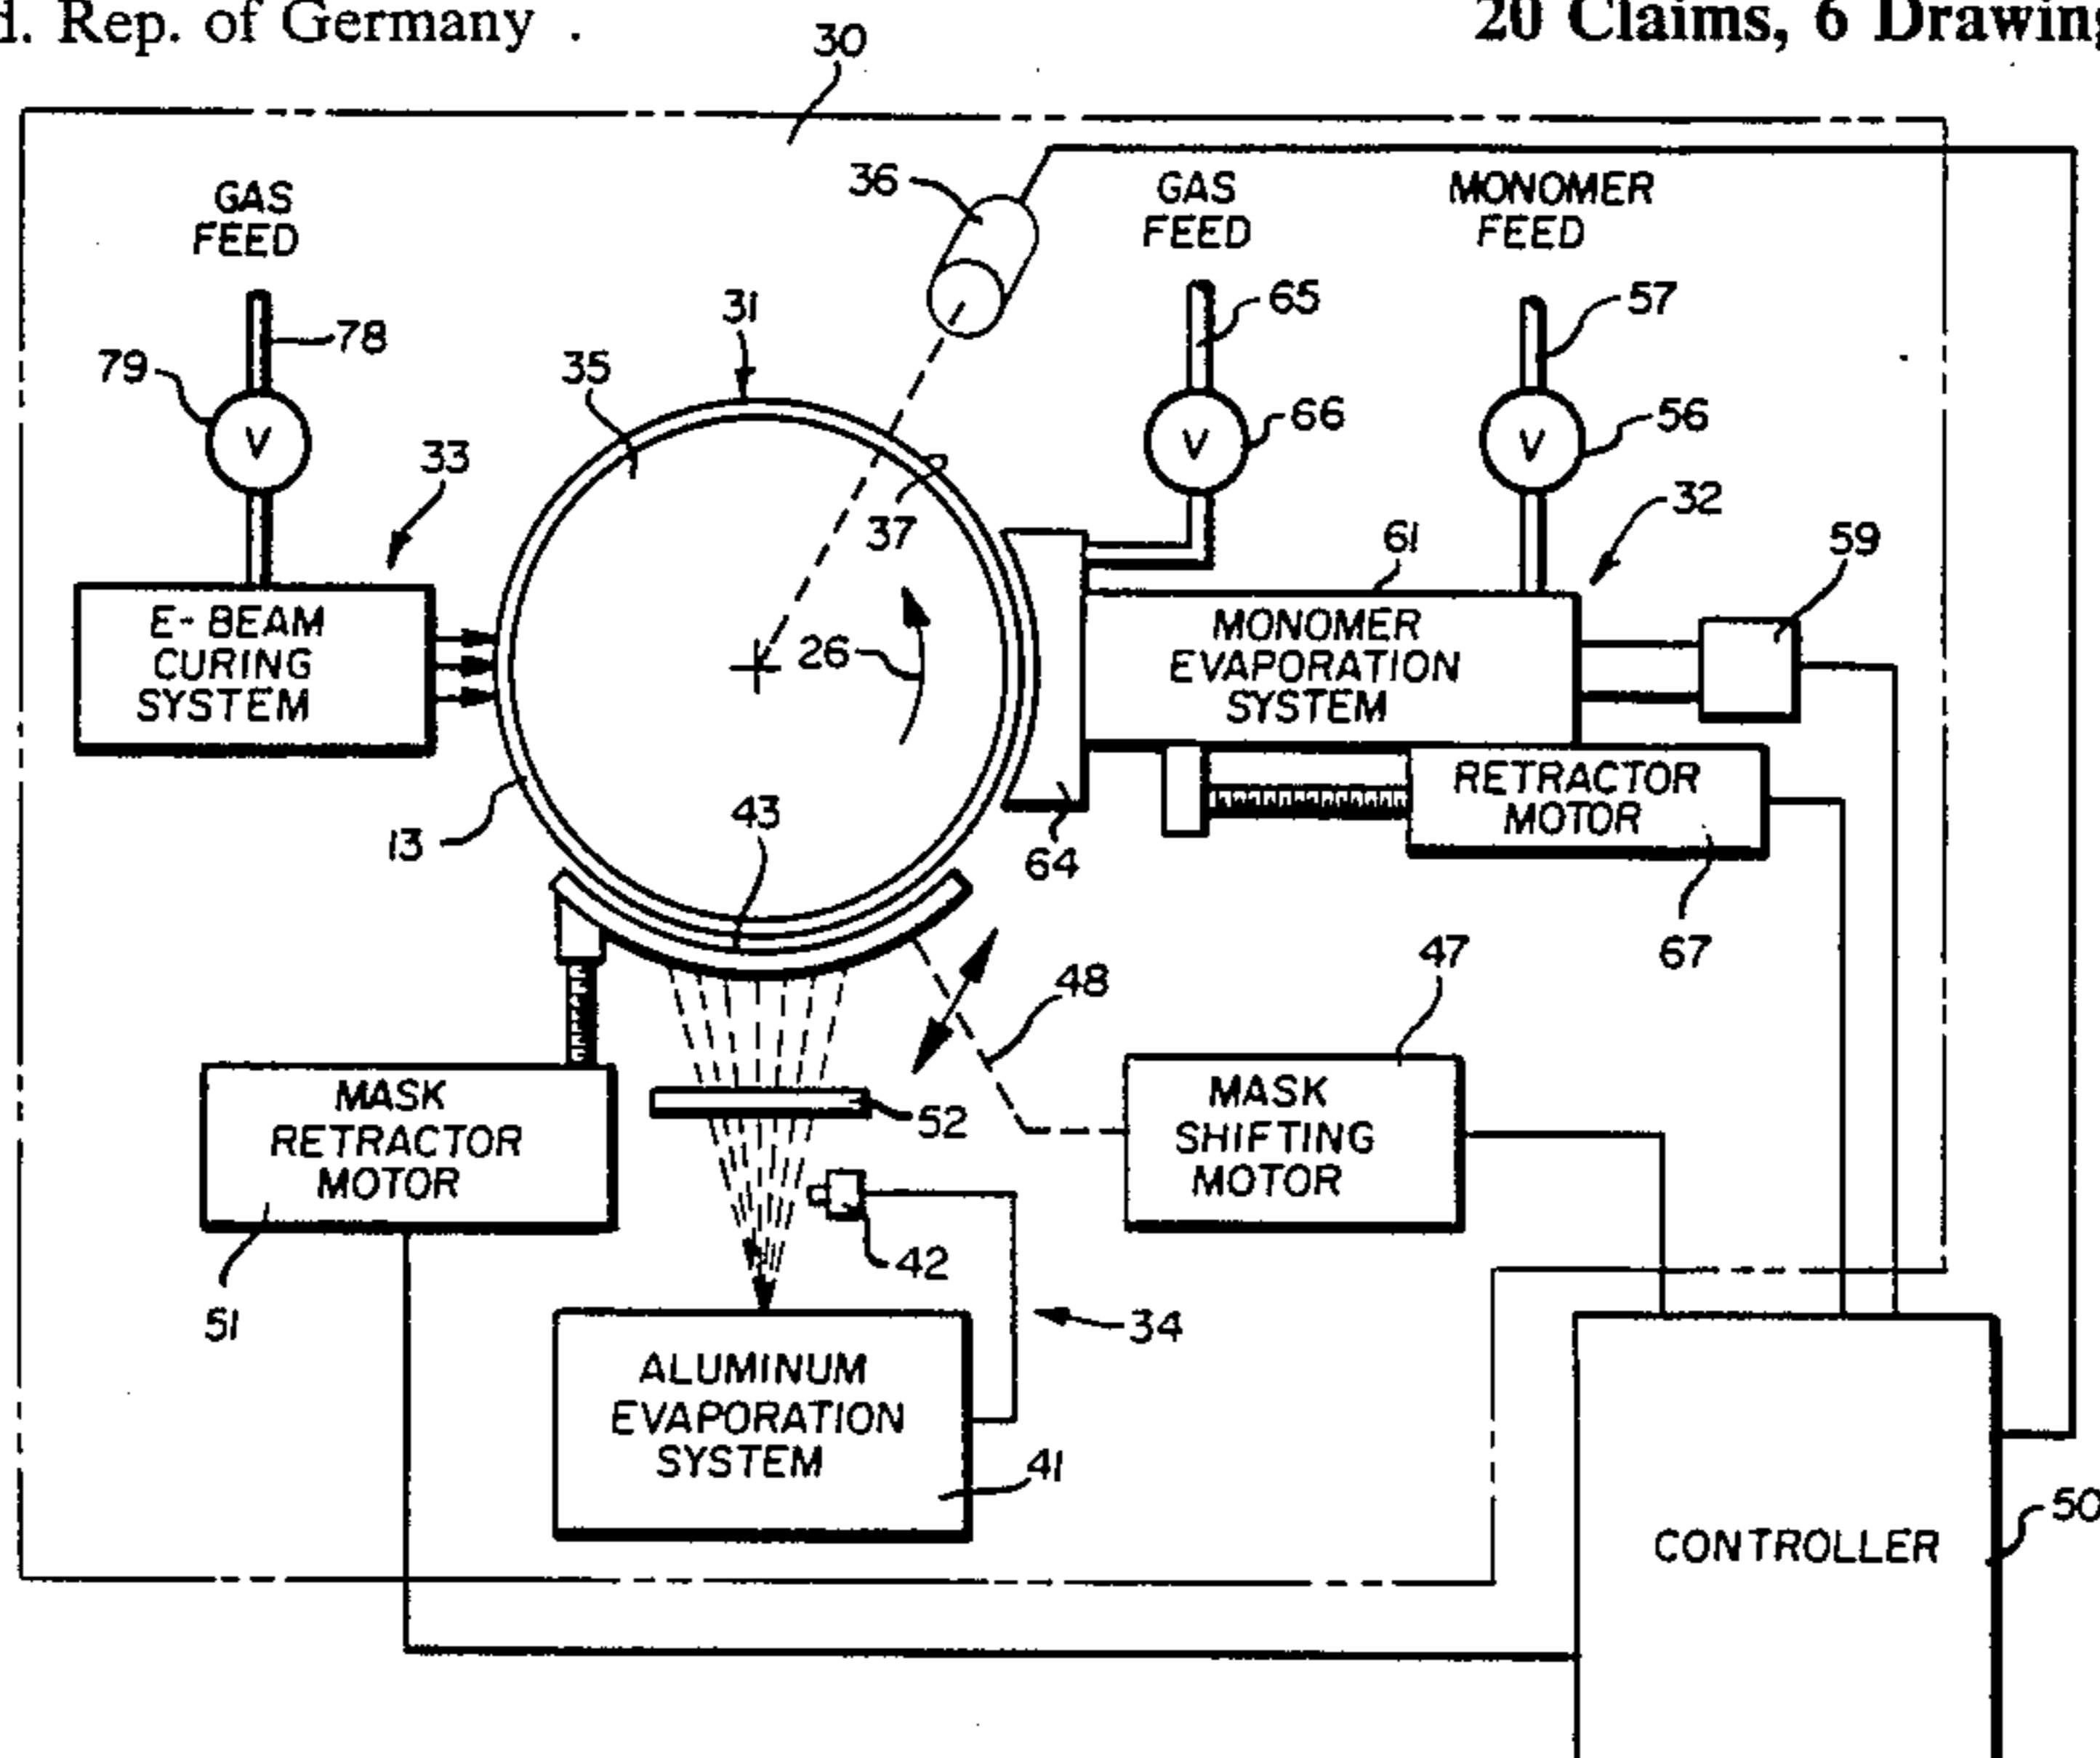 d. Rep. of Germany .
20 Claims, 6 Drawing
30
36
GAS
FEED
GAS
FEED
MONOMER
FEED
31
65
57
78
79
35
V
33
66
V
56
V
37
32
61
59
E-BEAM
CURING
SYSTEM
26
MONOMER
EVAPORATION
SYSTEM
RETRACTOR
MOTOR
13
43
64
67
47
48
MASK
RETRACTOR
MOTOR
52
MASK
SHIFTING
MOTOR
42
51
34
ALUMINUM
EVAPORATION
SYSTEM
41
50
CONTROLLER